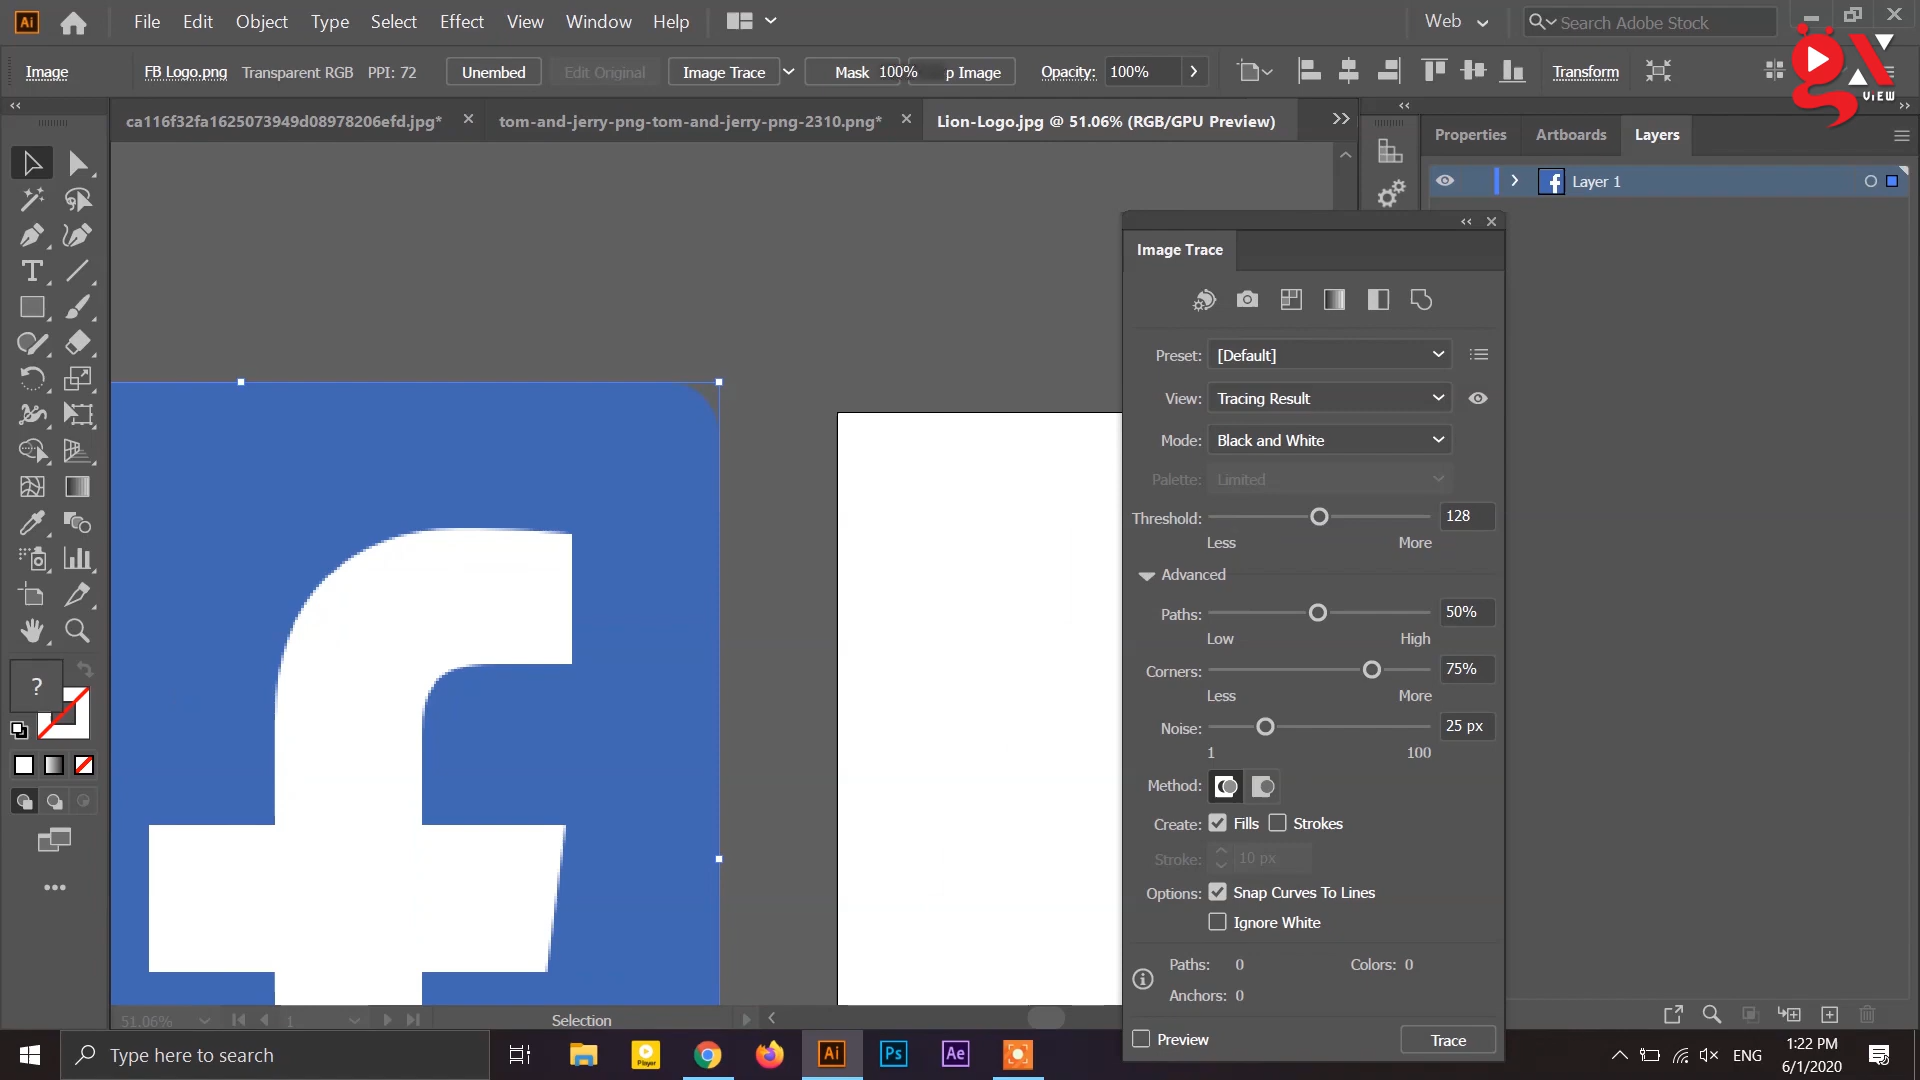 File Edit Object Type Select Effect View Window Help
Web
Search Adobe Stock
Image
FB Logo.png
Transparent RGB
PPI: 72
Unembed
Edit Original
Image Trace
Mask
100%
p Image
Opacity:
100%
Transform
VIEW
ca116f32fa1625073949d08978206efd.jpg*
tom-and-jerry-png-tom-and-jerry-png-2310.png*
Lion-Logo.jpg @ 51.06% (RGB/GPU Preview)
Properties
Artboards
Layers
Layer 1
Image Trace
Preset: [Default]
View: Tracing Result
Mode: Black and White
Palette: Limited
Threshold: 128
Less More
Advanced
Paths: 50%
Low High
Corners: 75%
Less More
Noise: 25 px
1 100
Method:
Create: Fills Strokes
Stroke: 10 px
Options: Snap Curves To Lines
Ignore White
Paths: 0 Colors: 0
Anchors: 0
Preview
Trace
?
51.06%
1
Selection
Type here to search
Player
Ai
Ps
Ae
ENG
1:22 PM
6/1/2020